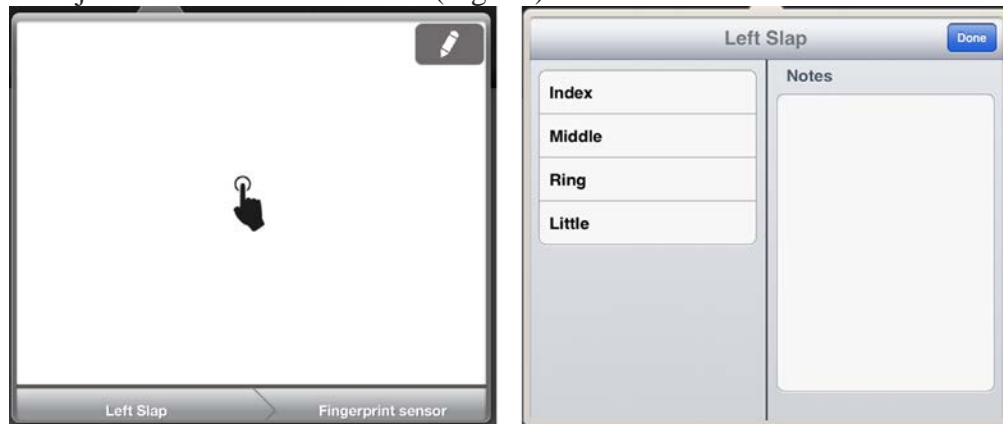 Left Slap
Fingerprint sensor
Left Slap
Done
Index
Middle
Ring
Little
Notes